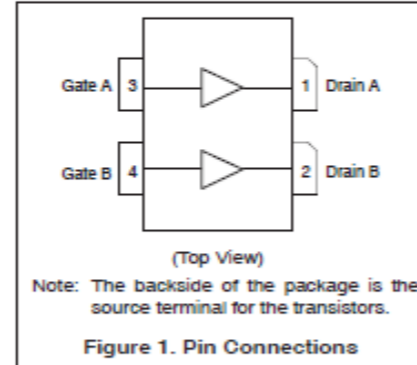 Gate A 3 1 Drain A
Gate B 4 2 Drain B
(Top View)
Note: The backside of the package is the
source terminal for the transistors.
Figure 1. Pin Connections